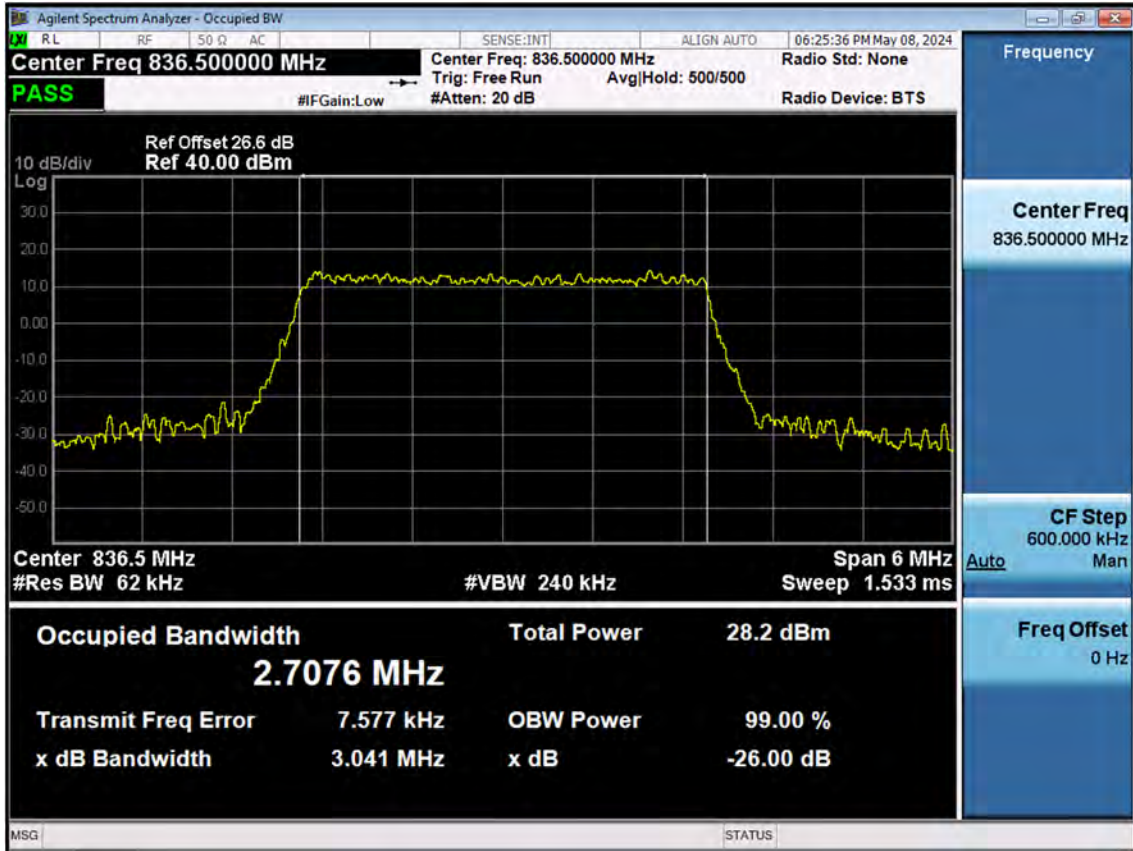 Agilent Spectrum Analyzer - Occupied BW
LXI RL RF 50 Ω AC SENSE:INT ALIGN AUTO 06:25:36 PM May 08, 2024
Center Freq 836.500000 MHz
Center Freq: 836.500000 MHz
Radio Std: None
Trig: Free Run Avg|Hold: 500/500
PASS
#IFGain:Low
#Atten: 20 dB
Radio Device: BTS
Ref Offset 26.6 dB
10 dB/div Ref 40.00 dBm
Log
30.0
20.0
10.0
0.00
-10.0
-20.0
-30.0
-40.0
-50.0
Center 836.5 MHz Span 6 MHz
#Res BW 62 kHz #VBW 240 kHz Sweep 1.533 ms
Occupied Bandwidth Total Power 28.2 dBm
2.7076 MHz
Transmit Freq Error 7.577 kHz OBW Power 99.00 %
x dB Bandwidth 3.041 MHz x dB -26.00 dB
MSG STATUS
Frequency
Center Freq
836.500000 MHz
CF Step
600.000 kHz
Auto Man
Freq Offset
0 Hz